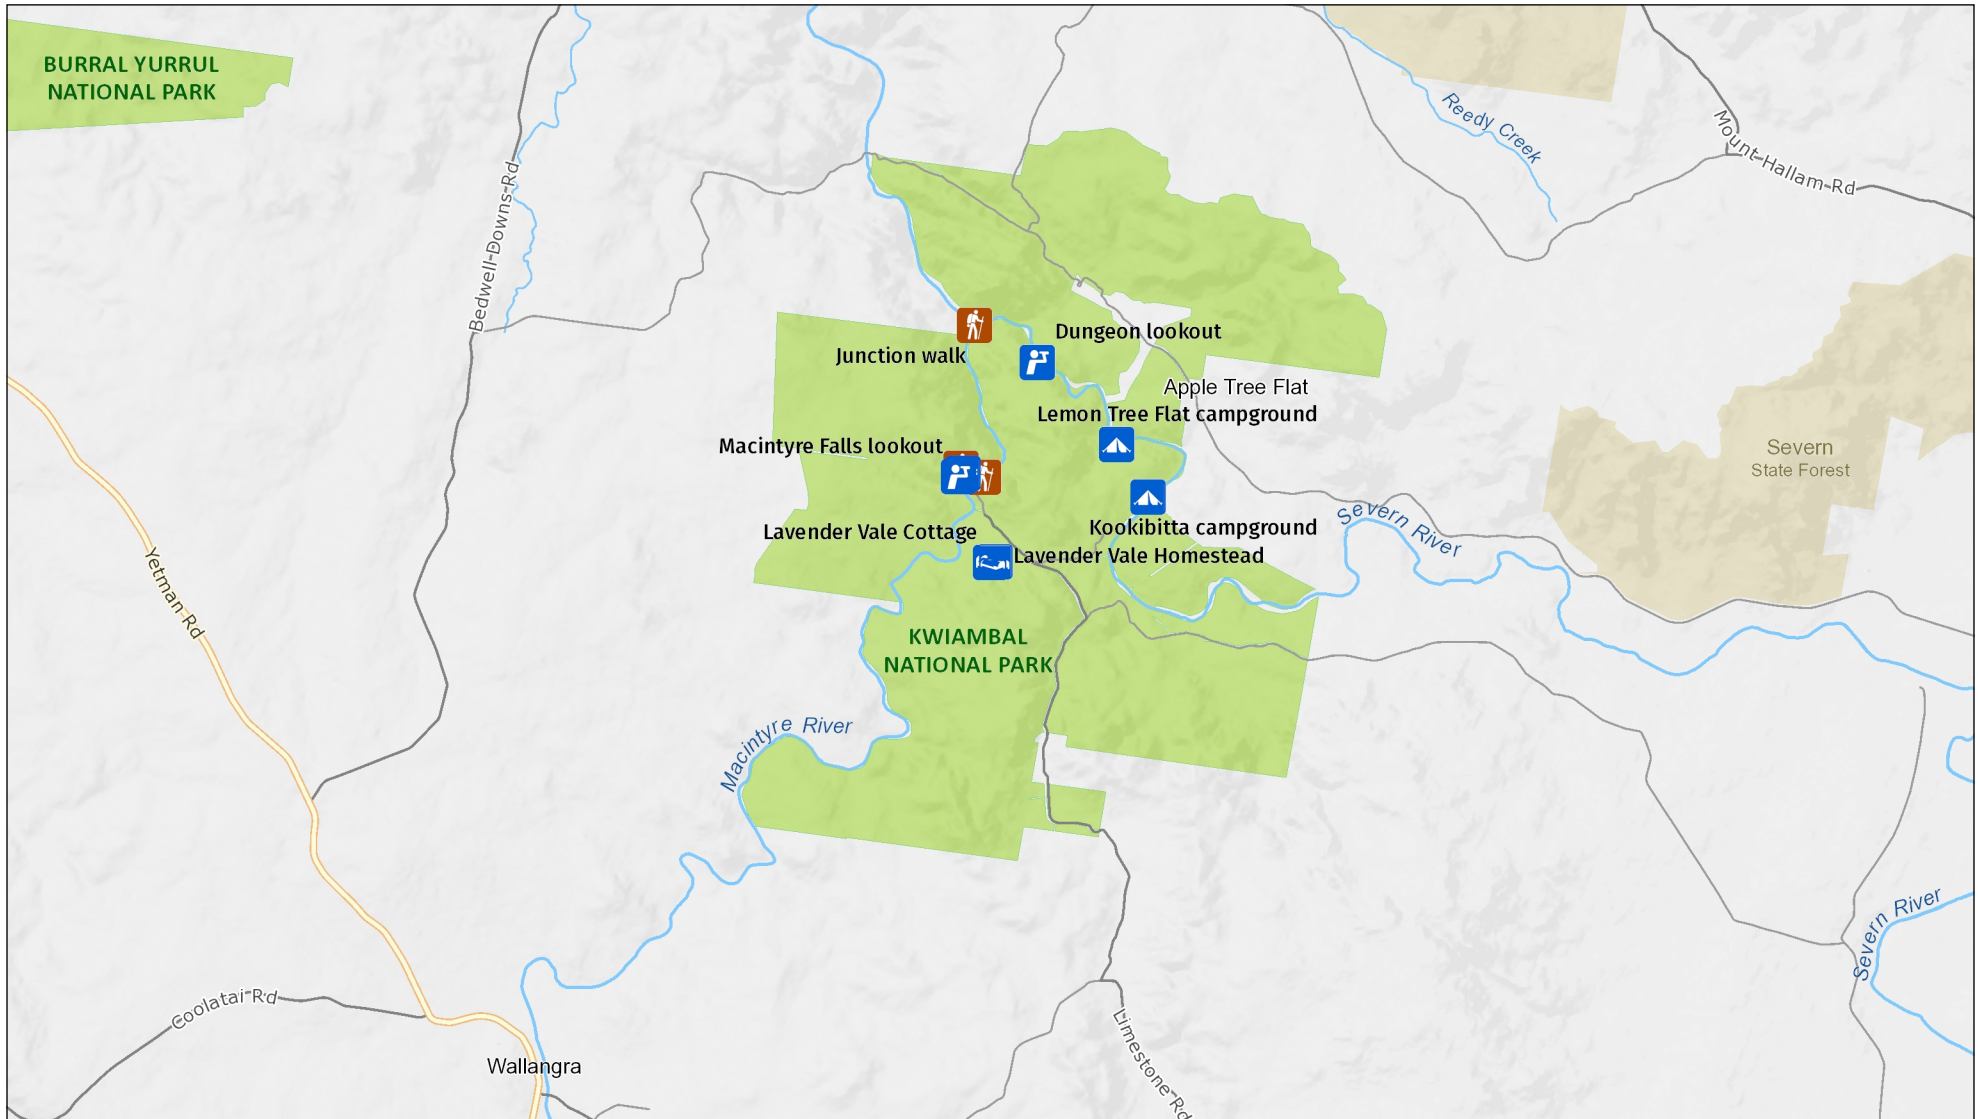 BURRAL YURRUL
NATIONAL PARK
Reedy Creek
Mount-Hallam-Rd
Bedwell-Downs-Rd
Dungeon lookout
Junction walk
Apple Tree Flat
Lemon Tree Flat campground
Macintyre Falls lookout
Severn
State Forest
Severn River
Kookibitta campground
Lavender Vale Cottage
Lavender Vale Homestead
Yetman Rd
KWIAMBAL
NATIONAL PARK
Macintyre River
Severn River
Coolatai Rd
Limestone Rd
Wallangra